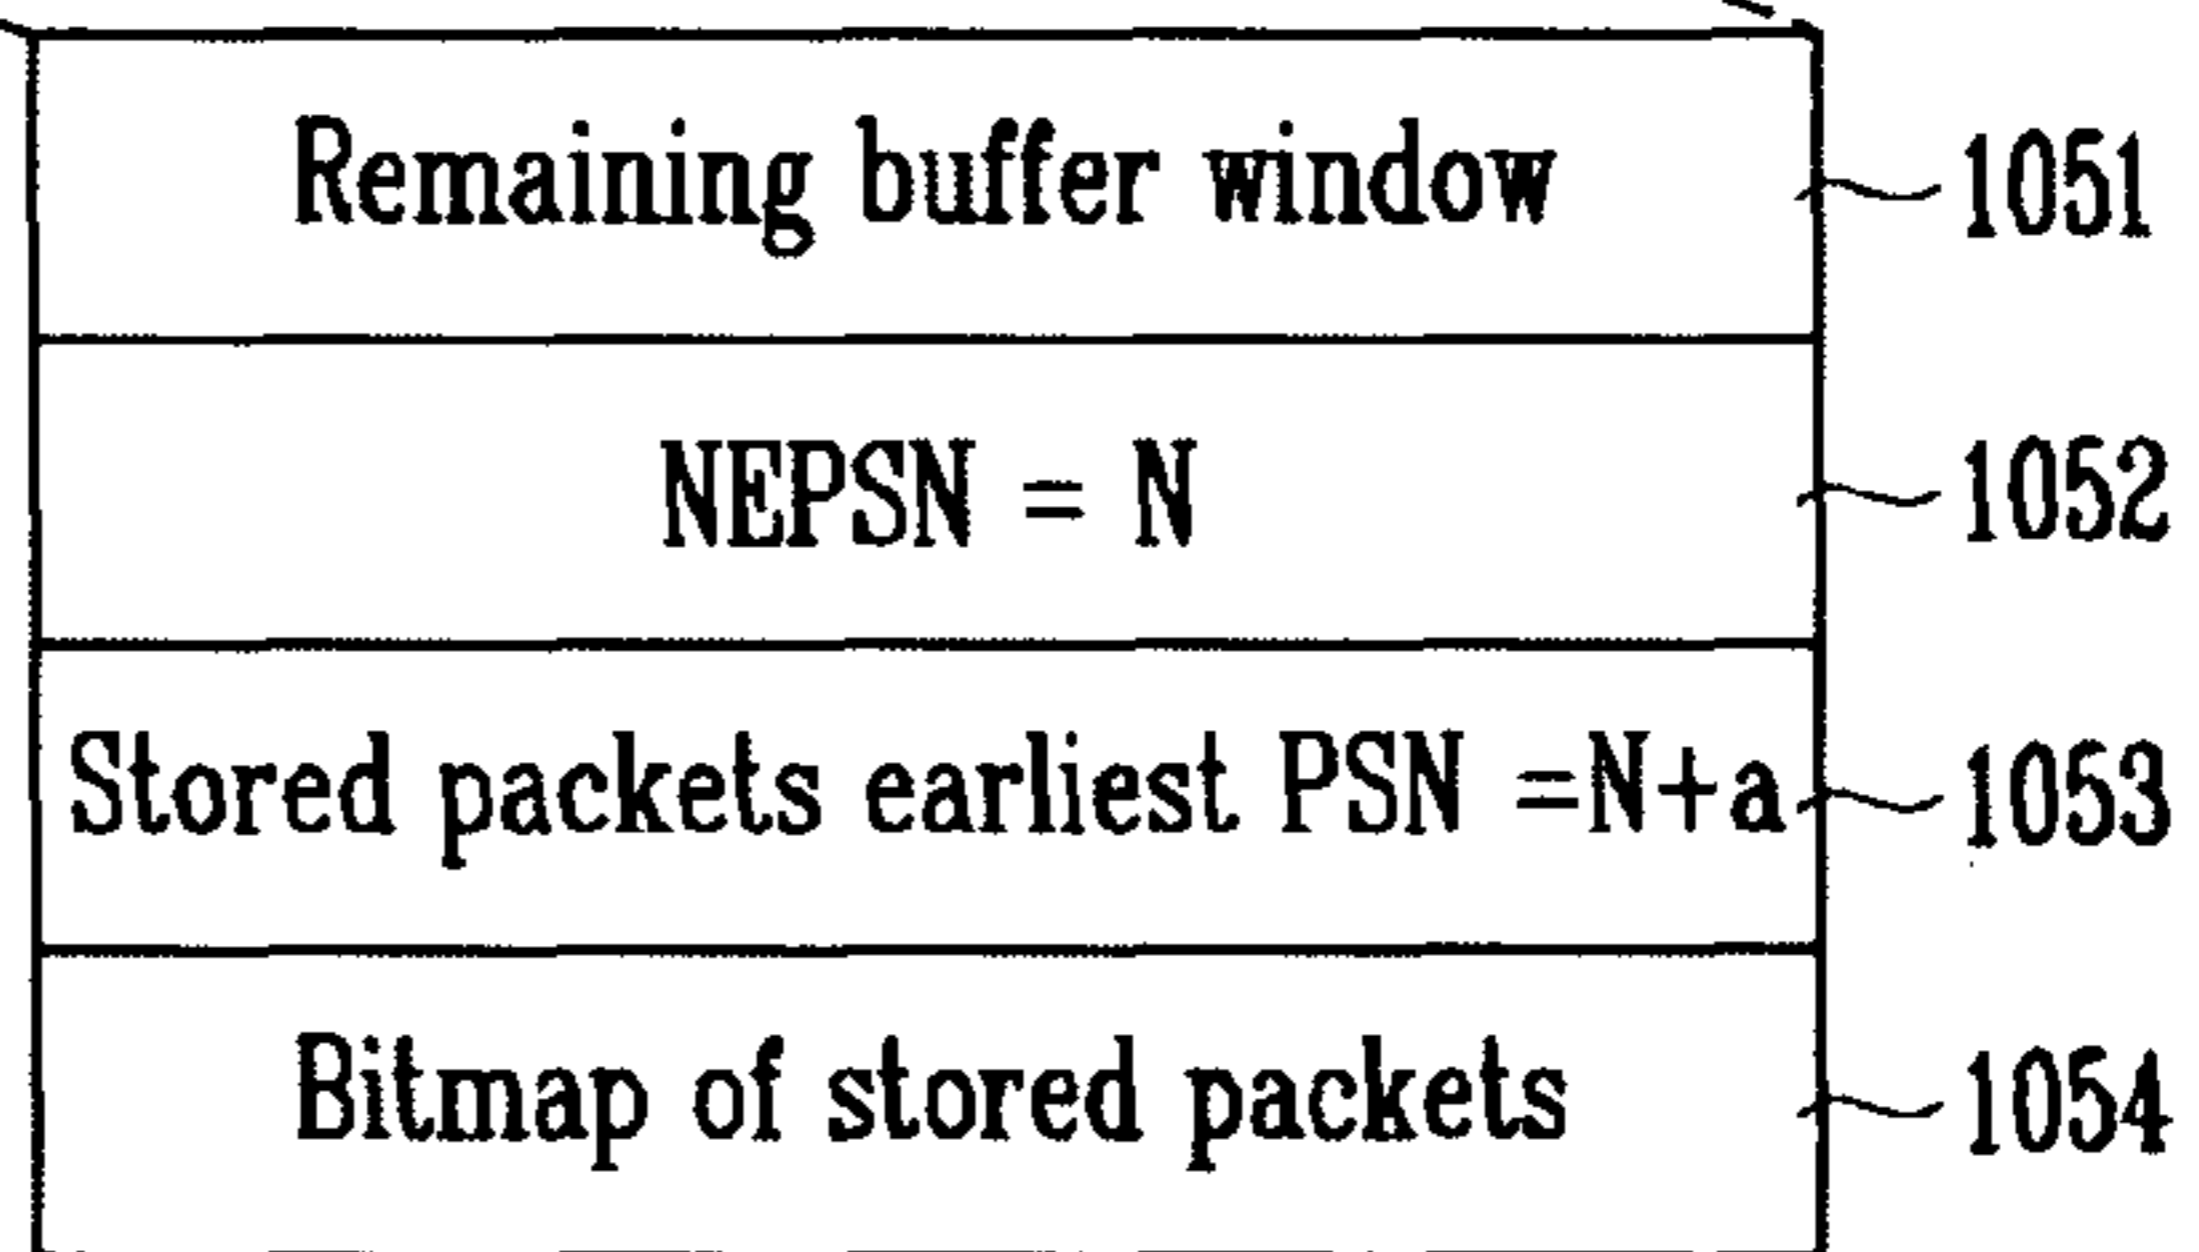 Remaining buffer window 1051
NEPSN = N 1052
Stored packets earliest PSN =N+a 1053
Bitmap of stored packets 1054